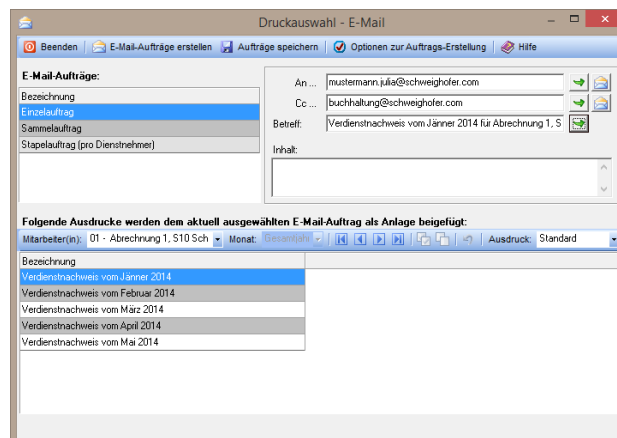 Druckauswahl - E-Mail
Beenden E-Mail-Aufträge erstellen Aufträge speichern Optionen zur Auftrags-Erstellung Hilfe
E-Mail-Aufträge:
Bezeichnung
Einzelauftrag
Sammelauftrag
Stapelauftrag (pro Dienstnehmer)
An ... mustermann.julia@schweighofer.com
Cc ... buchhaltung@schweighofer.com
Betreff: Verdienstnachweis vom Jänner 2014 für Abrechnung 1, S
Inhalt:
Folgende Ausdrucke werden dem aktuell ausgewählten E-Mail-Auftrag als Anlage beigefügt:
Mitarbeiter(in): 01 - Abrechnung 1, S10 Sch Monat: Gesamtjahr Ausdruck: Standard
Bezeichnung
Verdienstnachweis vom Jänner 2014
Verdienstnachweis vom Februar 2014
Verdienstnachweis vom März 2014
Verdienstnachweis vom April 2014
Verdienstnachweis vom Mai 2014